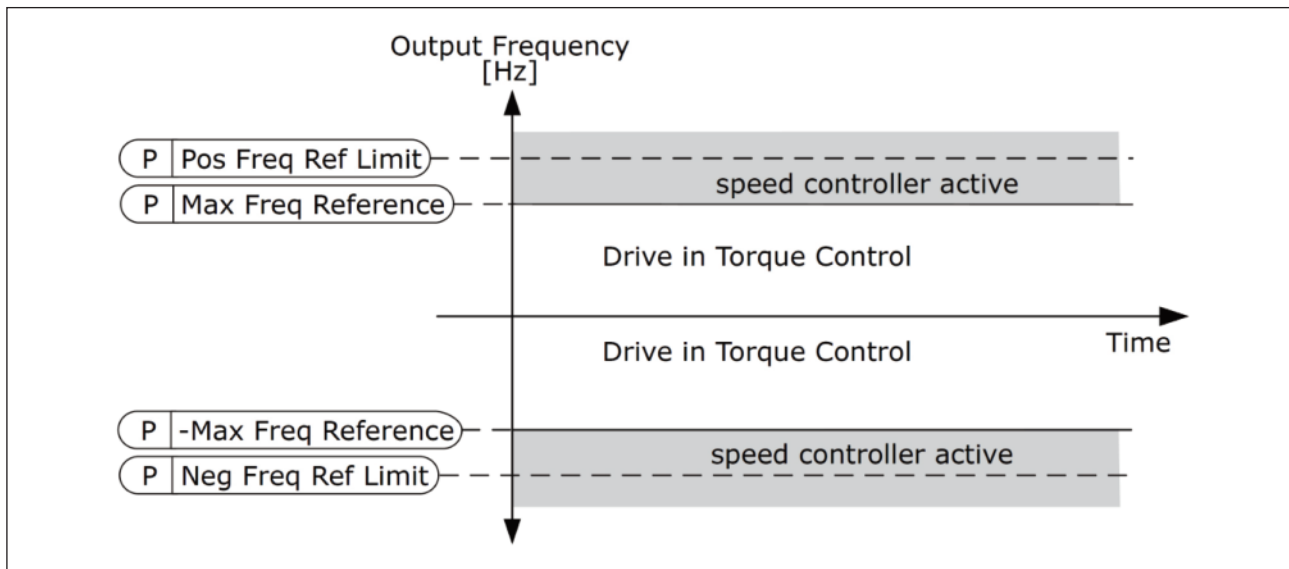 Output Frequency
[Hz]
P Pos Freq Ref Limit
speed controller active
P Max Freq Reference
Drive in Torque Control
Time
Drive in Torque Control
P -Max Freq Reference
speed controller active
P Neg Freq Ref Limit